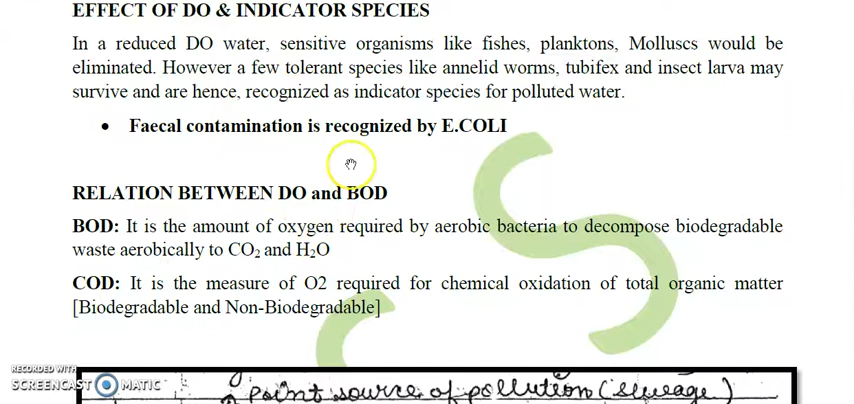 EFFECT OF DO & INDICATOR SPECIES
In a reduced DO water, sensitive organisms like fishes, planktons, Molluscs would be
eliminated. However a few tolerant species like annelid worms, tubifex and insect larva may
survive and are hence, recognized as indicator species for polluted water.
• Faecal contamination is recognized by E.COLI
RELATION BETWEEN DO and BOD
BOD: It is the amount of oxygen required by aerobic bacteria to decompose biodegradable
waste aerobically to CO₂ and H₂O
COD: It is the measure of O2 required for chemical oxidation of total organic matter
[Biodegradable and Non-Biodegradable]
RECORDED WITH
SCREENCAST MATIC
point source of pollution (sewage)